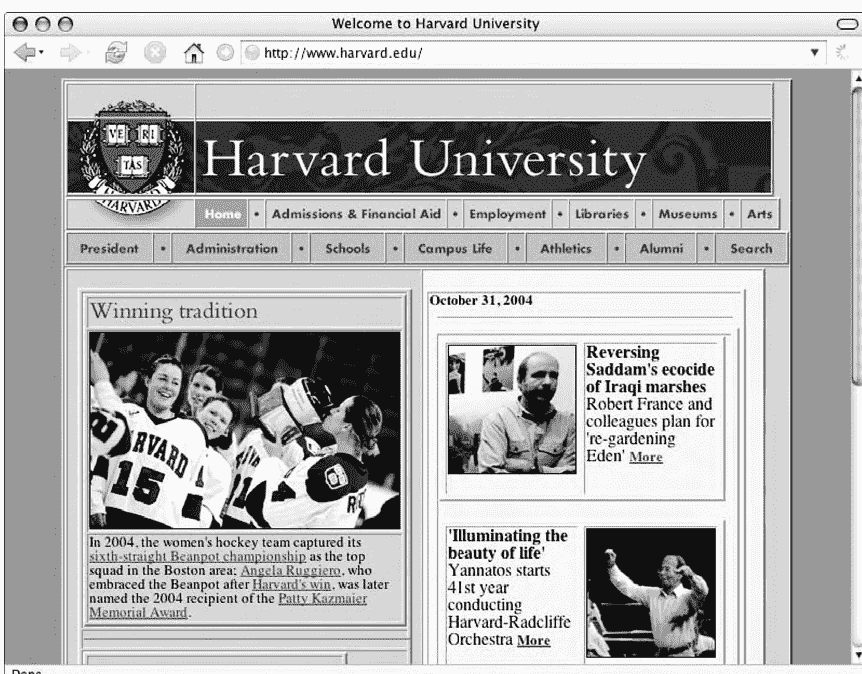 Welcome to Harvard University
http://www.harvard.edu/
VE RI
TAS
HARVARD
Harvard University
Home • Admissions & Financial Aid • Employment • Libraries • Museums • Arts
President • Administration • Schools • Campus Life • Athletics • Alumni • Search
Winning tradition
HARVARD
15
In 2004, the women's hockey team captured its
sixth-straight Beanpot championship as the top
squad in the Boston area; Angela Ruggiero, who
embraced the Beanpot after Harvard's win, was later
named the 2004 recipient of the Patty Kazmaier
Memorial Award.
October 31, 2004
Reversing
Saddam's ecocide
of Iraqi marshes
Robert France and
colleagues plan for
're-gardening
Eden' More
'Illuminating the
beauty of life'
Yannatos starts
41st year
conducting
Harvard-Radcliffe
Orchestra More